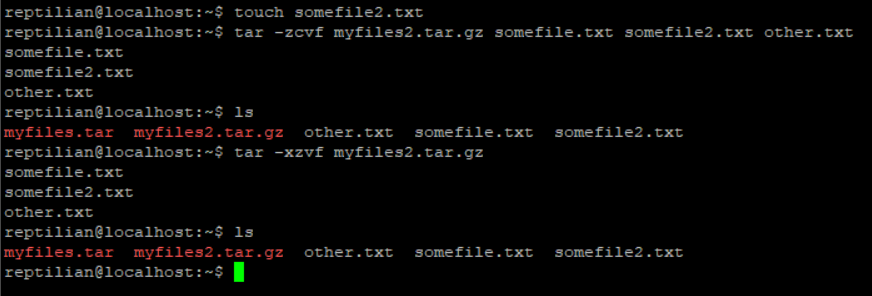 reptilian@localhost:~$ touch somefile2.txt
reptilian@localhost:~$ tar -zcvf myfiles2.tar.gz somefile.txt somefile2.txt other.txt
somefile.txt
somefile2.txt
other.txt
reptilian@localhost:~$ ls
myfiles.tar  myfiles2.tar.gz  other.txt  somefile.txt  somefile2.txt
reptilian@localhost:~$ tar -xzvf myfiles2.tar.gz
somefile.txt
somefile2.txt
other.txt
reptilian@localhost:~$ ls
myfiles.tar  myfiles2.tar.gz  other.txt  somefile.txt  somefile2.txt
reptilian@localhost:~$